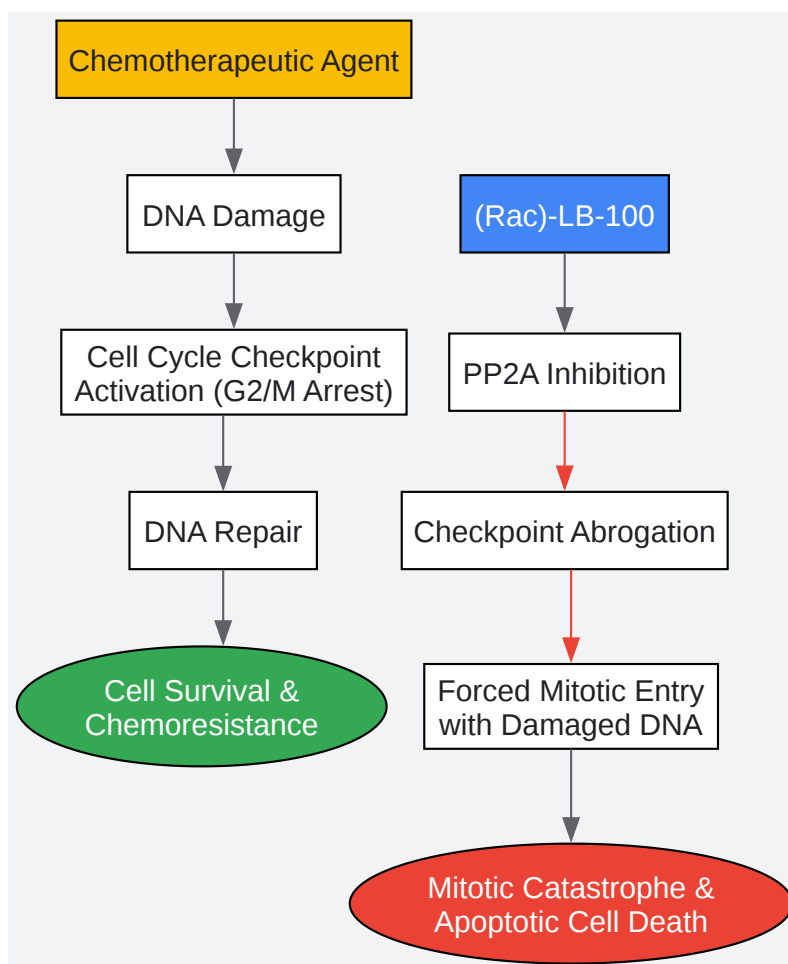 Chemotherapeutic Agent
DNA Damage
(Rac)-LB-100
Cell Cycle Checkpoint
Activation (G2/M Arrest)
PP2A Inhibition
DNA Repair
Checkpoint Abrogation
Cell Survival &
Chemoresistance
Forced Mitotic Entry
with Damaged DNA
Mitotic Catastrophe &
Apoptotic Cell Death